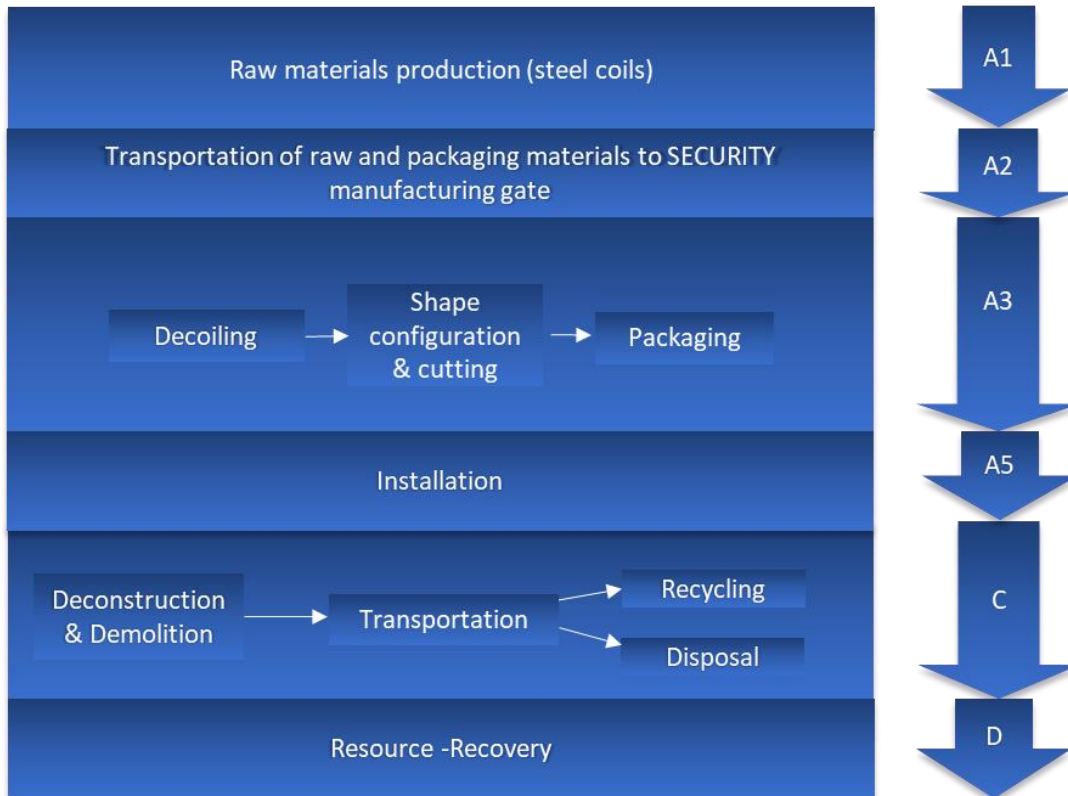 Raw materials production (steel coils)
A1
Transportation of raw and packaging materials to SECURITY
manufacturing gate
A2
Decoiling
Shape
configuration
& cutting
Packaging
A3
Installation
A5
Deconstruction
& Demolition
Transportation
Recycling
Disposal
C
Resource -Recovery
D